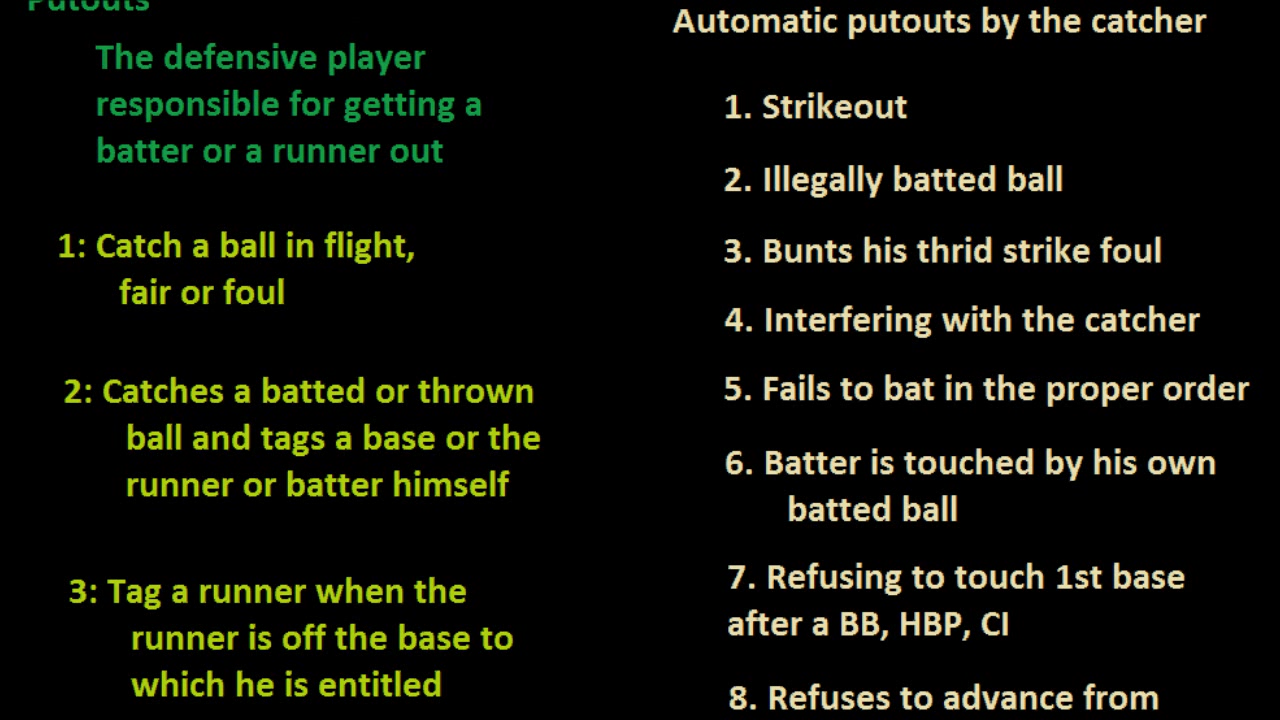 Putouts
The defensive player
responsible for getting a
batter or a runner out
1: Catch a ball in flight,
fair or foul
2: Catches a batted or thrown
ball and tags a base or the
runner or batter himself
3: Tag a runner when the
runner is off the base to
which he is entitled
Automatic putouts by the catcher
1. Strikeout
2. Illegally batted ball
3. Bunts his thrid strike foul
4. Interfering with the catcher
5. Fails to bat in the proper order
6. Batter is touched by his own
batted ball
7. Refusing to touch 1st base
after a BB, HBP, CI
8. Refuses to advance from